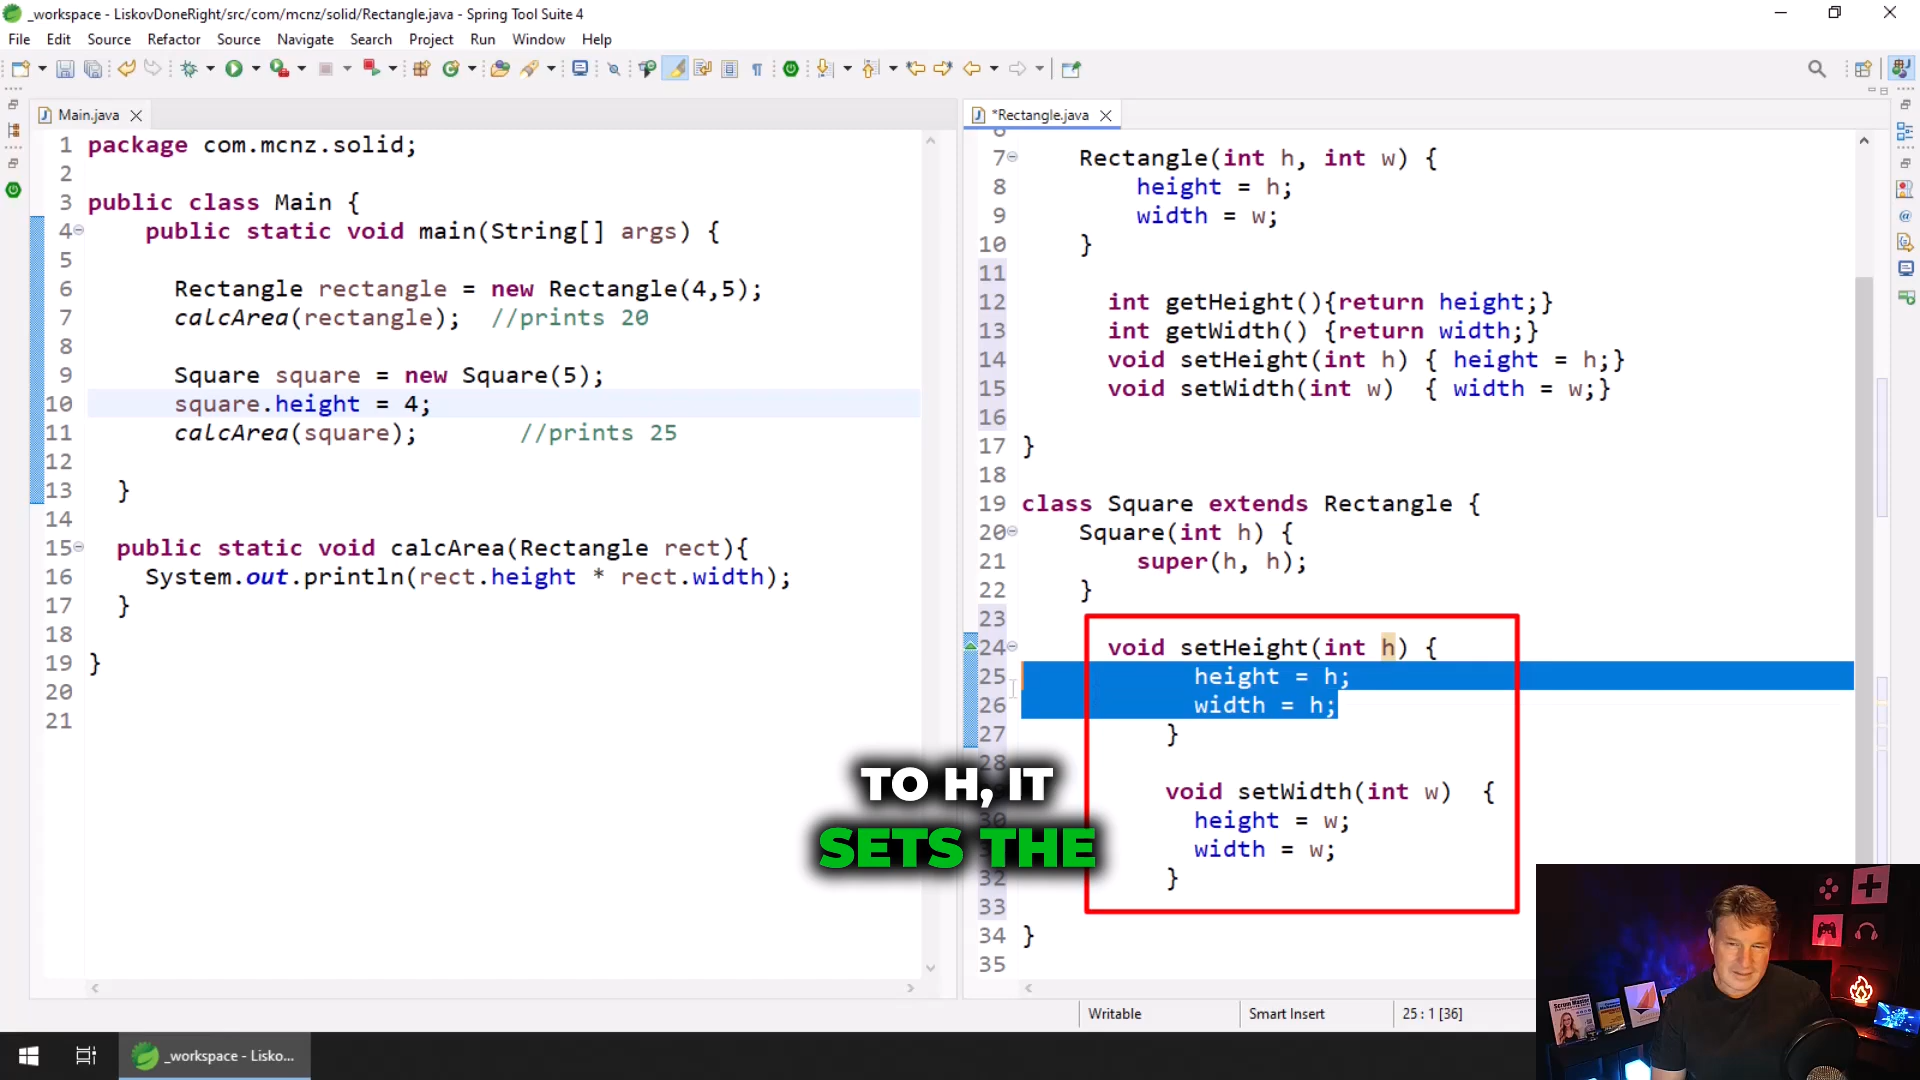 _workspace - LiskovDoneRight/src/com/mcnz/solid/Rectangle.java - Spring Tool Suite 4
File Edit Source Refactor Source Navigate Search Project Run Window Help
Main.java
1 package com.mcnz.solid;
2
3 public class Main {
4 public static void main(String[] args) {
5
6 Rectangle rectangle = new Rectangle(4,5);
7 calcArea(rectangle); //prints 20
8
9 Square square = new Square(5);
10 square.height = 4;
11 calcArea(square); //prints 25
12
13 }
14
15 public static void calcArea(Rectangle rect){
16 System.out.println(rect.height * rect.width);
17 }
18
19 }
20
21
*Rectangle.java
6
7 Rectangle(int h, int w) {
8 height = h;
9 width = w;
10 }
11
12 int getHeight(){return height;}
13 int getWidth() {return width;}
14 void setHeight(int h) { height = h;}
15 void setWidth(int w) { width = w;}
16
17 }
18
19 class Square extends Rectangle {
20 Square(int h) {
21 super(h, h);
22 }
23
24 void setHeight(int h) {
25 height = h;
26 width = h;
27 }
28
void setWidth(int w) {
30 height = w;
width = w;
32 }
33
34 }
35
TO H, IT
SETS THE
Writable Smart Insert 25 : 1 [36]
_workspace - Lisko...